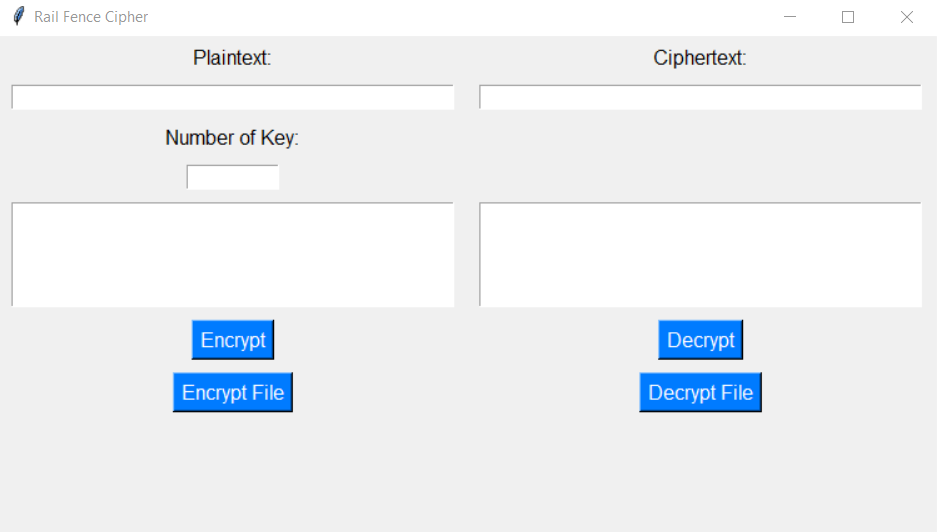 Rail Fence Cipher
Plaintext:
Ciphertext:
Number of Key:
Encrypt
Decrypt
Encrypt File
Decrypt File